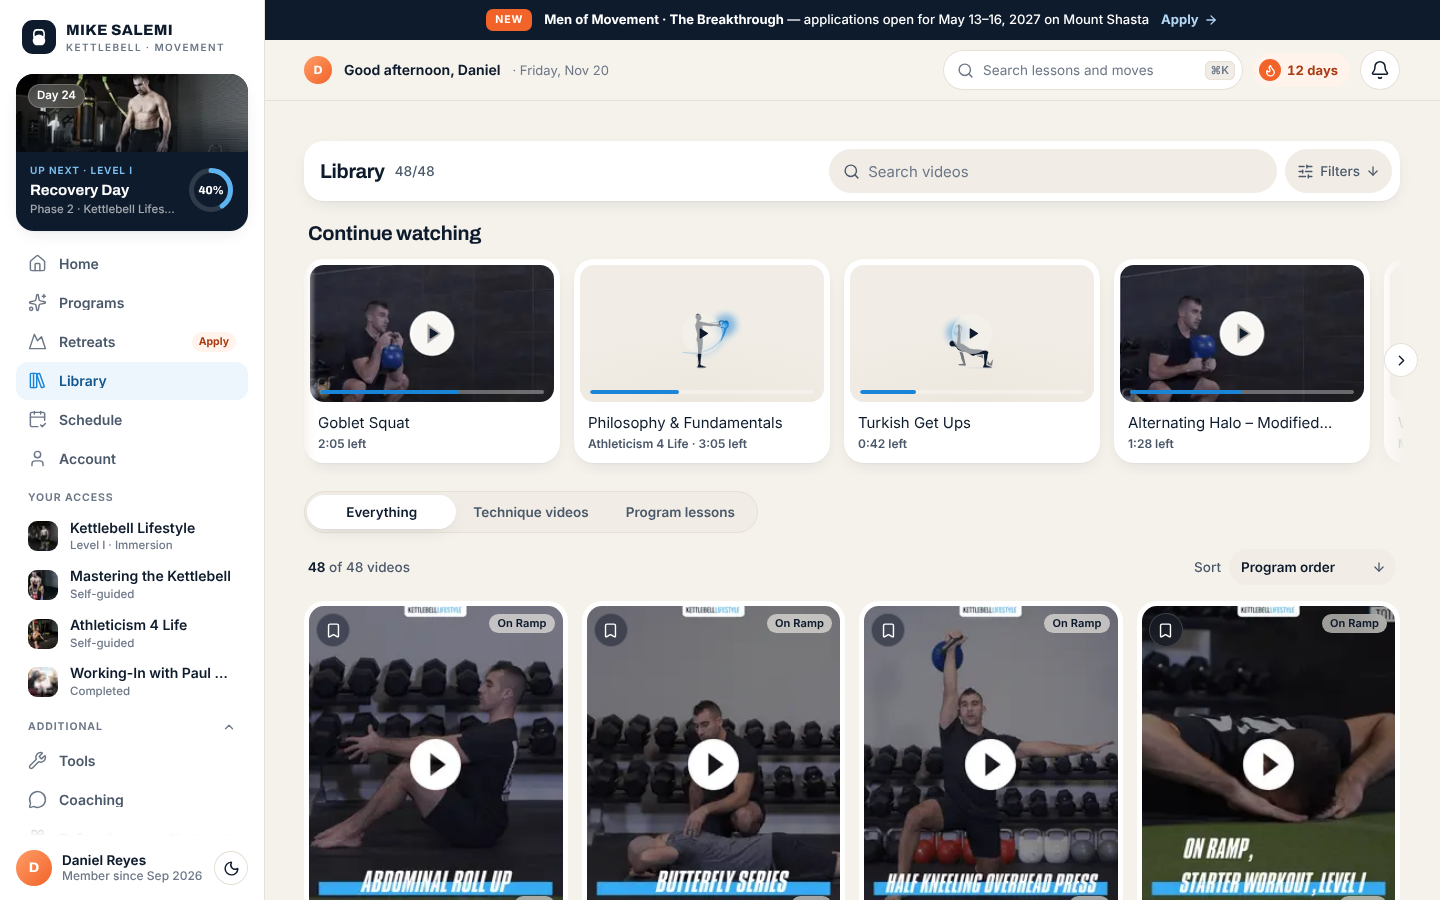 MIKE SALEMI
KETTLEBELL · MOVEMENT
Day 24
UP NEXT · LEVEL I
Recovery Day
Phase 2 · Kettlebell Lifes...
40%
Home
Programs
Retreats
Apply
Library
Schedule
Account
YOUR ACCESS
Kettlebell Lifestyle
Level I · Immersion
Mastering the Kettlebell
Self-guided
Athleticism 4 Life
Self-guided
Working-In with Paul ...
Completed
ADDITIONAL
Tools
Coaching
D
Daniel Reyes
Member since Sep 2026
NEW
Men of Movement · The Breakthrough — applications open for May 13–16, 2027 on Mount Shasta Apply →
D
Good afternoon, Daniel · Friday, Nov 20
Search lessons and moves
⌘K
12 days
Library 48/48
Search videos
Filters
Continue watching
Goblet Squat
2:05 left
Philosophy & Fundamentals
Athleticism 4 Life · 3:05 left
Turkish Get Ups
0:42 left
Alternating Halo – Modified...
1:28 left
Everything
Technique videos
Program lessons
48 of 48 videos
Sort
Program order
KETTLEBELLLIFESTYLE
On Ramp
ABDOMINAL ROLL UP
KETTLEBELLLIFESTYLE
On Ramp
BUTTERFLY SERIES
KETTLEBELLLIFESTYLE
On Ramp
HALF KNEELING OVERHEAD PRESS
KETTLEBELLLIFESTYLE
On Ramp
ON RAMP,
STARTER WORKOUT, LEVEL I